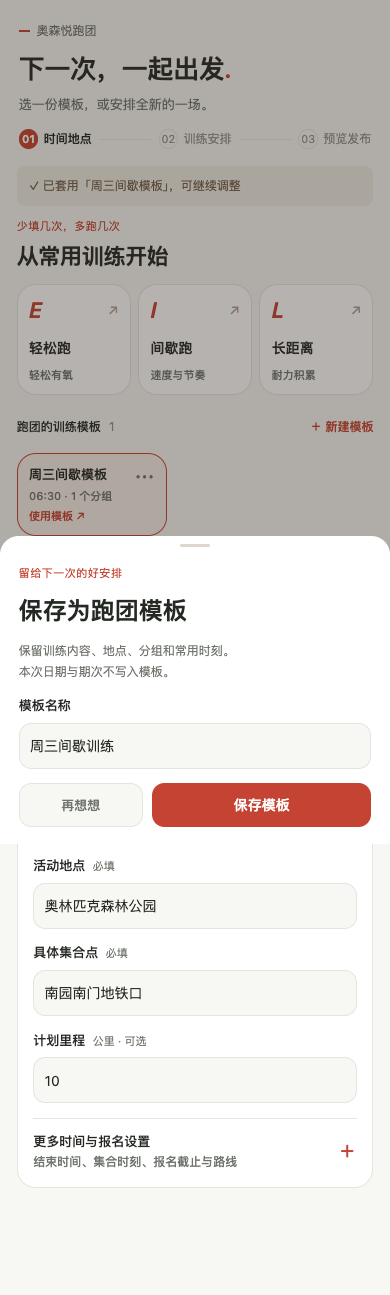 奥森悦跑团
下一次，一起出发.
选一份模板，或安排全新的一场。
01 时间地点 02 训练安排 03 预览发布
✓ 已套用「周三间歇模板」，可继续调整
少填几次，多跑几次
从常用训练开始
E ↗ I ↗ L ↗
轻松跑 间歇跑 长距离
轻松有氧 速度与节奏 耐力积累
跑团的训练模板 1 ＋ 新建模板
周三间歇模板 •••
06:30 · 1 个分组
使用模板 ↗
留给下一次的好安排
保存为跑团模板
保留训练内容、地点、分组和常用时刻。
本次日期与期次不写入模板。
模板名称
周三间歇训练
再想想 保存模板
活动地点 必填
奥林匹克森林公园
具体集合点 必填
南园南门地铁口
计划里程 公里 · 可选
10
更多时间与报名设置 +
结束时间、集合时刻、报名截止与路线